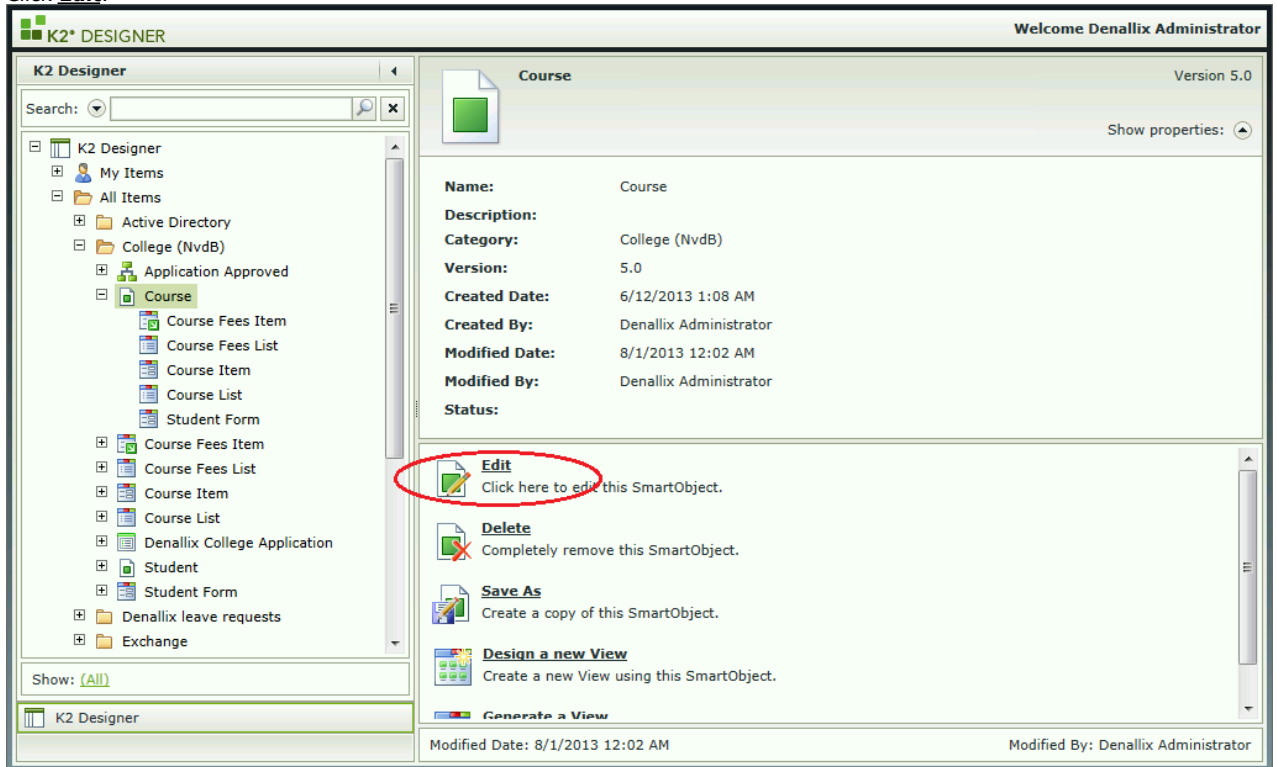 K2* DESIGNER
Welcome Denallix Administrator
K2 Designer
Search:
K2 Designer
My Items
All Items
Active Directory
College (NvdB)
Application Approved
Course
Course Fees Item
Course Fees List
Course Item
Course List
Student Form
Course Fees Item
Course Fees List
Course Item
Course List
Denallix College Application
Student
Student Form
Denallix leave requests
Exchange
Show: (All)
K2 Designer
Course
Version 5.0
Show properties:
Name: Course
Description:
Category: College (NvdB)
Version: 5.0
Created Date: 6/12/2013 1:08 AM
Created By: Denallix Administrator
Modified Date: 8/1/2013 12:02 AM
Modified By: Denallix Administrator
Status:
Edit
Click here to edit this SmartObject.
Delete
Completely remove this SmartObject.
Save As
Create a copy of this SmartObject.
Design a new View
Create a new View using this SmartObject.
Generate a View
Modified Date: 8/1/2013 12:02 AM
Modified By: Denallix Administrator